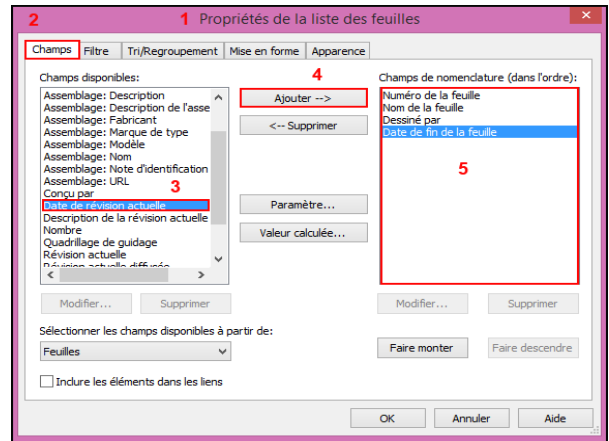 2 1 Propriétés de la liste des feuilles
Champs Filtre Tri/Regroupement Mise en forme Apparence
Champs disponibles:
Assemblage: Description
Assemblage: Description de l'asse
Assemblage: Fabricant
Assemblage: Marque de type
Assemblage: Modèle
Assemblage: Nom
Assemblage: Note d'identification
Assemblage: URL
Conçu par
3
Date de révision actuelle
Description de la révision actuelle
Nombre
Quadrillage de guidage
Révision actuelle
Révision actuelle diffusée
4
Ajouter -->
<-- Supprimer
Paramètre...
Valeur calculée...
Champs de nomenclature (dans l'ordre):
Numéro de la feuille
Nom de la feuille
Dessiné par
Date de fin de la feuille
5
Modifier... Supprimer
Modifier... Supprimer
Sélectionner les champs disponibles à partir de:
Feuilles
Faire monter Faire descendre
Inclure les éléments dans les liens
OK Annuler Aide